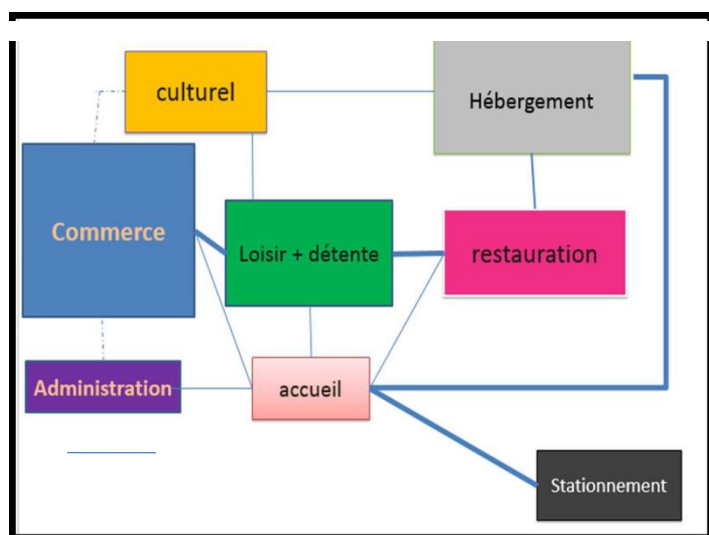 culturel
Hébergement
Commerce
Loisir + détente
restauration
Administration
accueil
Stationnement